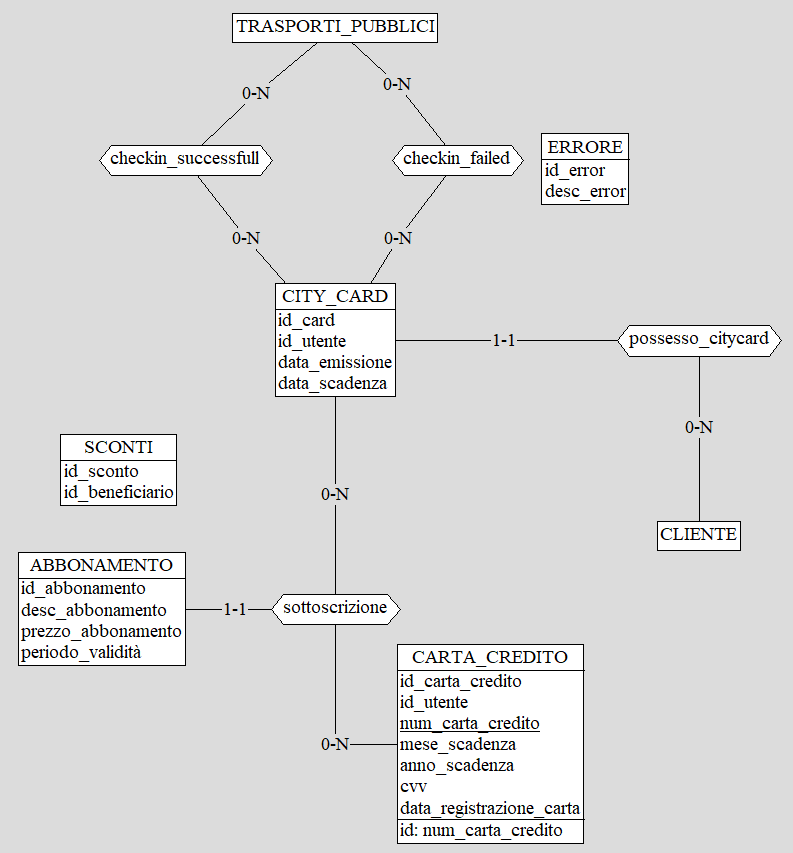 TRASPORTI_PUBBLICI
0-N
0-N
checkin_successfull
checkin_failed
ERRORE
id_error
desc_error
0-N
0-N
CITY_CARD
id_card
id_utente
data_emissione
data_scadenza
1-1
possesso_citycard
0-N
CLIENTE
SCONTI
id_sconto
id_beneficiario
0-N
ABBONAMENTO
id_abbonamento
desc_abbonamento
prezzo_abbonamento
periodo_validità
1-1
sottoscrizione
0-N
CARTA_CREDITO
id_carta_credito
id_utente
num_carta_credito
mese_scadenza
anno_scadenza
cvv
data_registrazione_carta
id: num_carta_credito